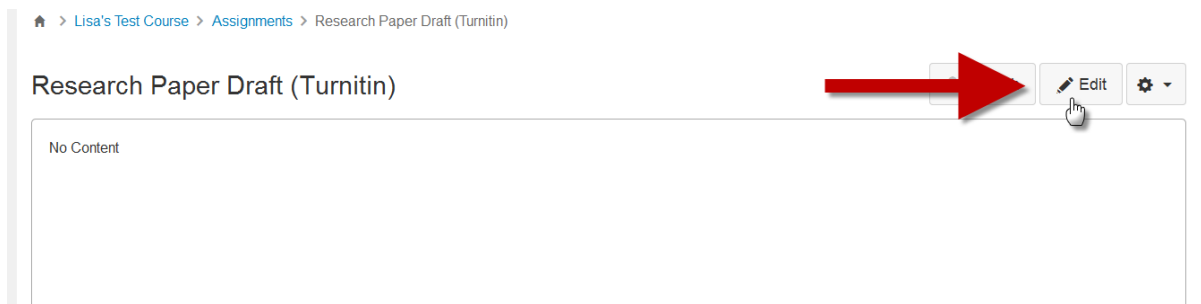 > Lisa's Test Course > Assignments > Research Paper Draft (Turnitin)
Research Paper Draft (Turnitin)
Edit
No Content